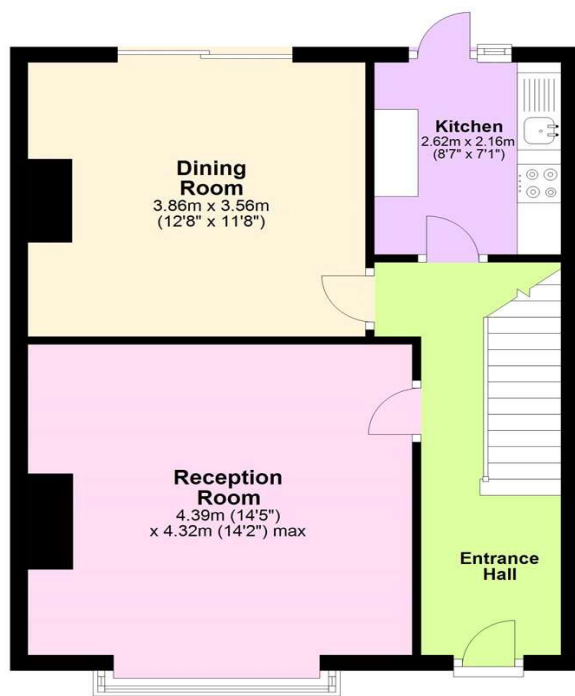 Kitchen
2.62m x 2.16m
(8'7" x 7'1")
Dining
Room
3.86m x 3.56m
(12'8" x 11'8")
Reception
Room
4.39m (14'5")
x 4.32m (14'2") max
Entrance
Hall